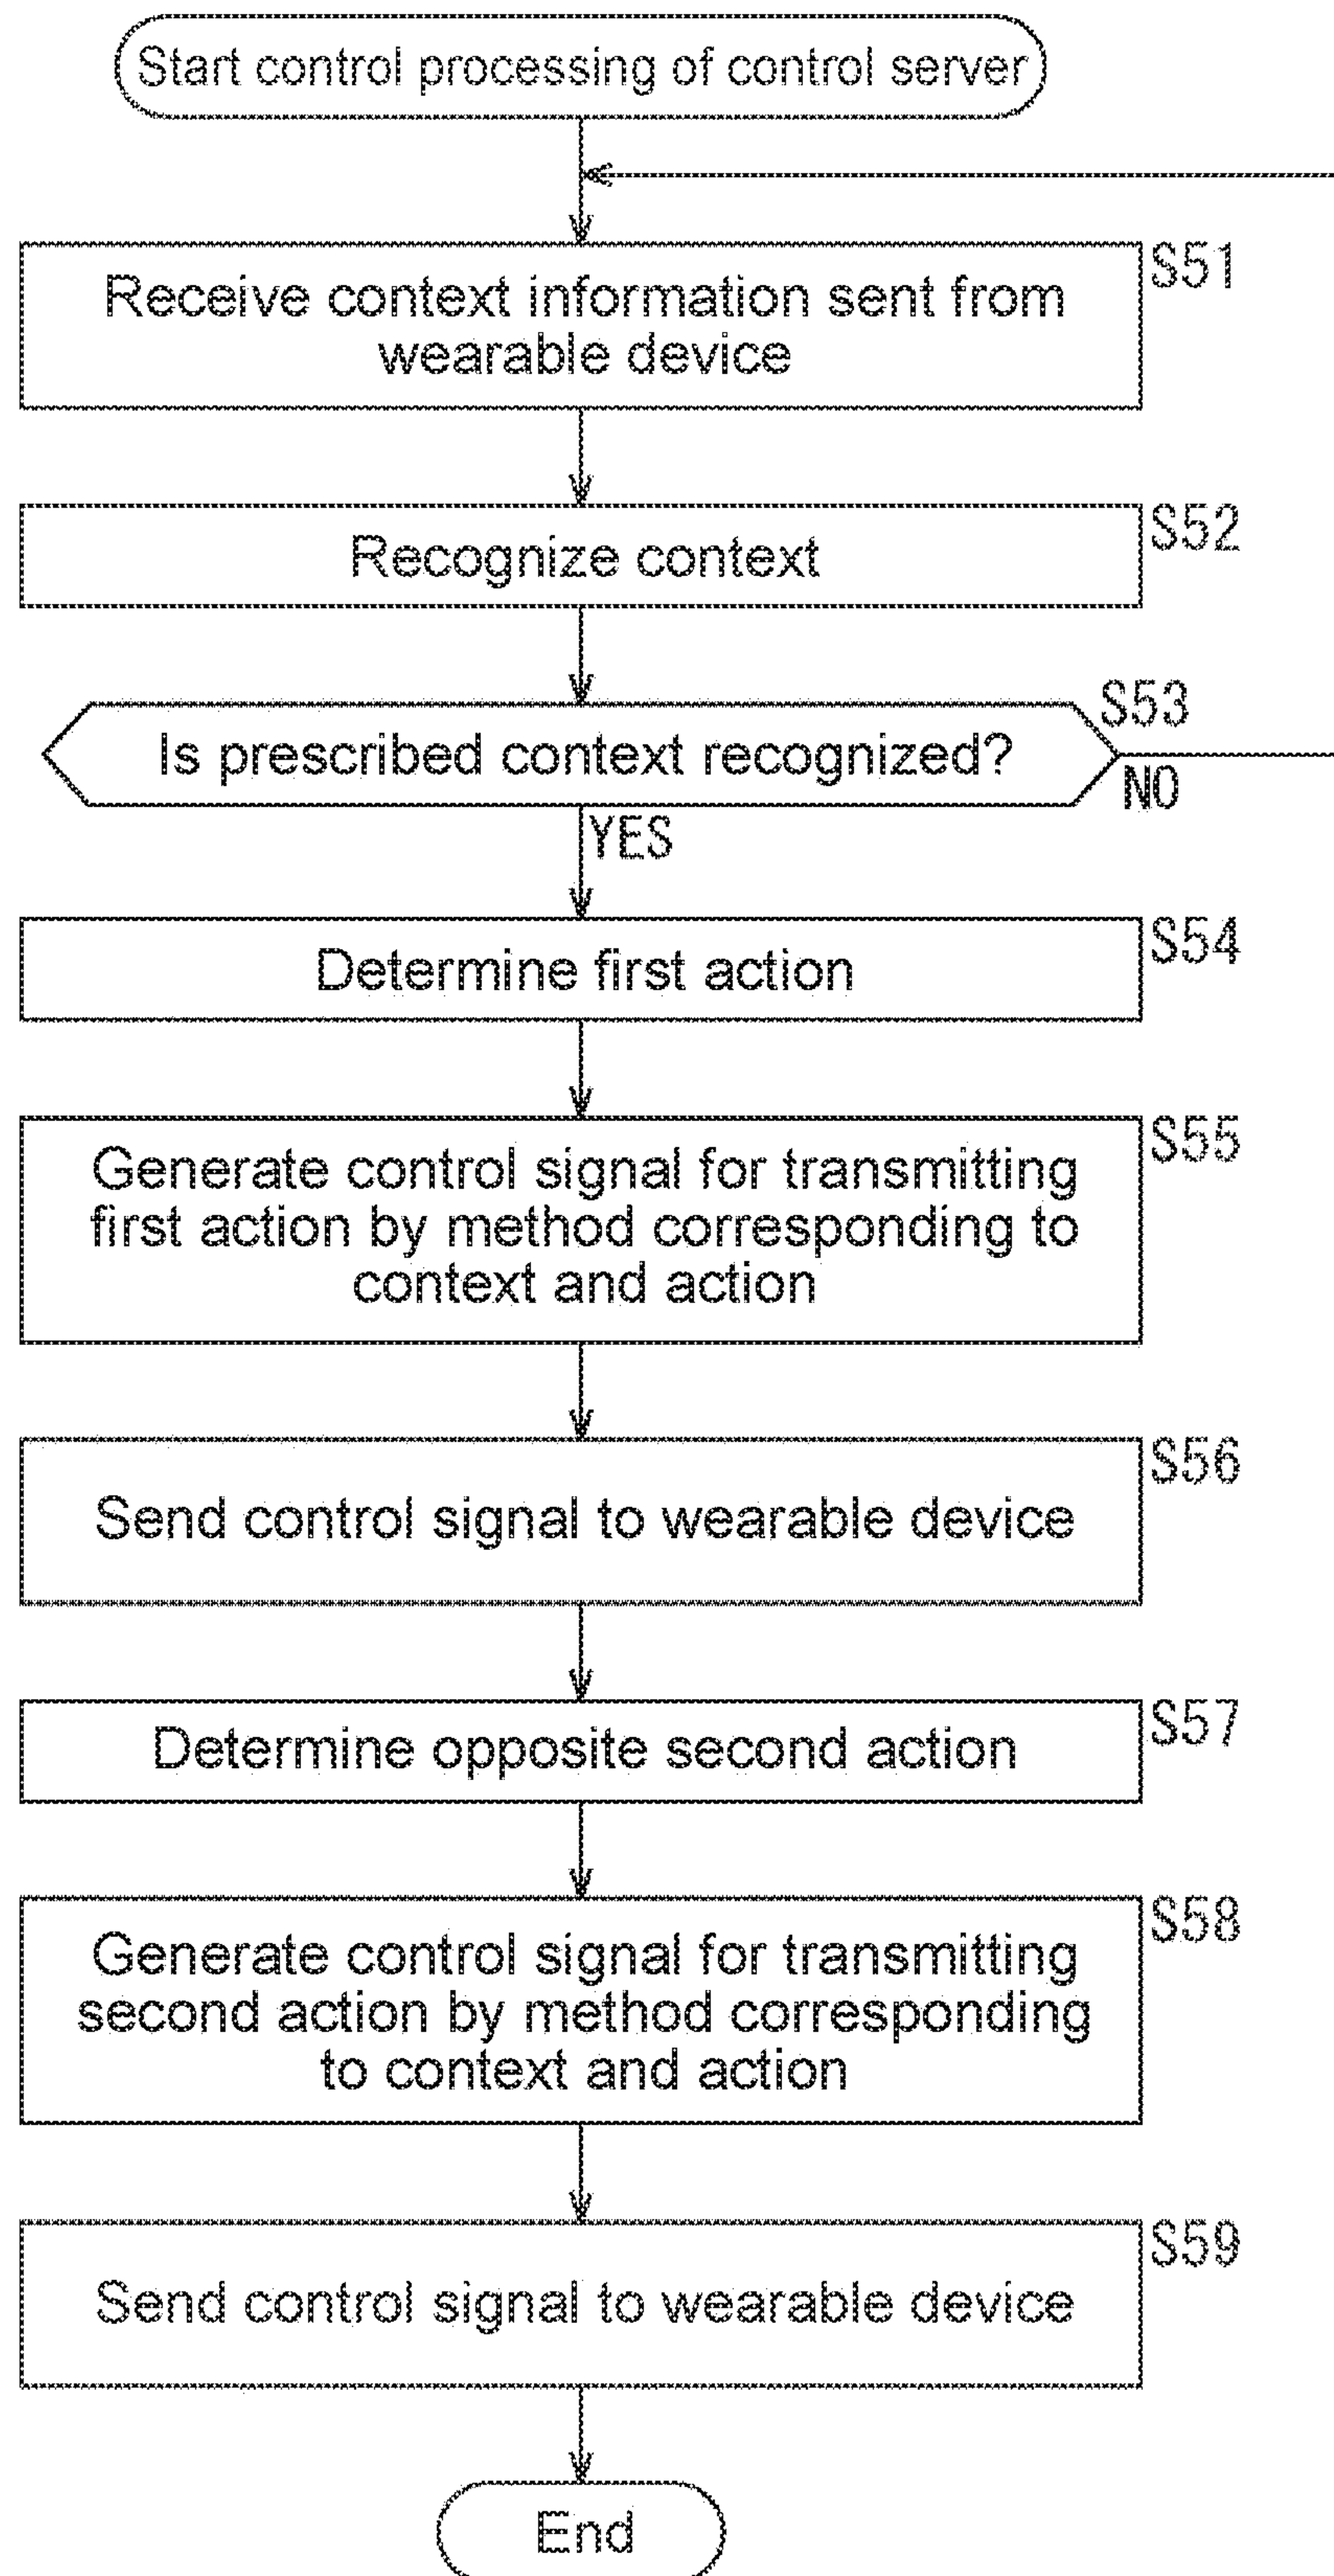 Start control processing of control server
S51
Receive context information sent from
wearable device
S52
Recognize context
S53
Is prescribed context recognized?
NO
YES
S54
Determine first action
S55
Generate control signal for transmitting
first action by method corresponding to
context and action
S56
Send control signal to wearable device
S57
Determine opposite second action
S58
Generate control signal for transmitting
second action by method corresponding
to context and action
S59
Send control signal to wearable device
End